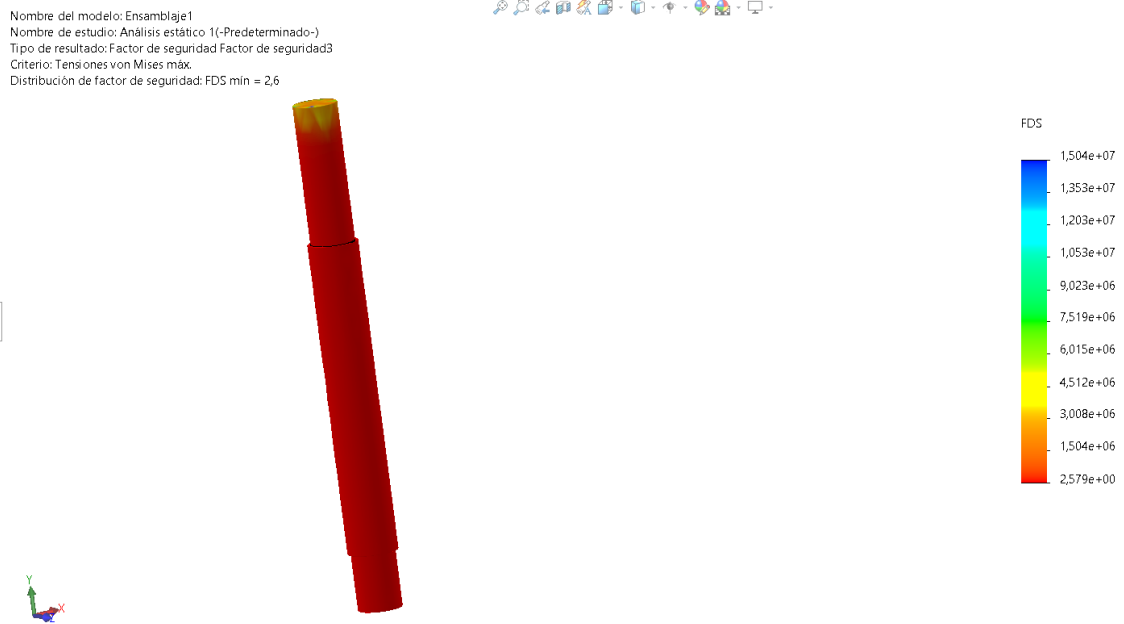 Nombre del modelo: Ensamblaje1
Nombre de estudio: Análisis estático 1(-Predeterminado-)
Tipo de resultado: Factor de seguridad Factor de seguridad3
Criterio: Tensiones von Mises máx.
Distribución de factor de seguridad: FDS mín = 2,6
FDS
1,504e+07
1,353e+07
1,203e+07
1,053e+07
9,023e+06
7,519e+06
6,015e+06
4,512e+06
3,008e+06
1,504e+06
2,579e+00
Y
X
Z